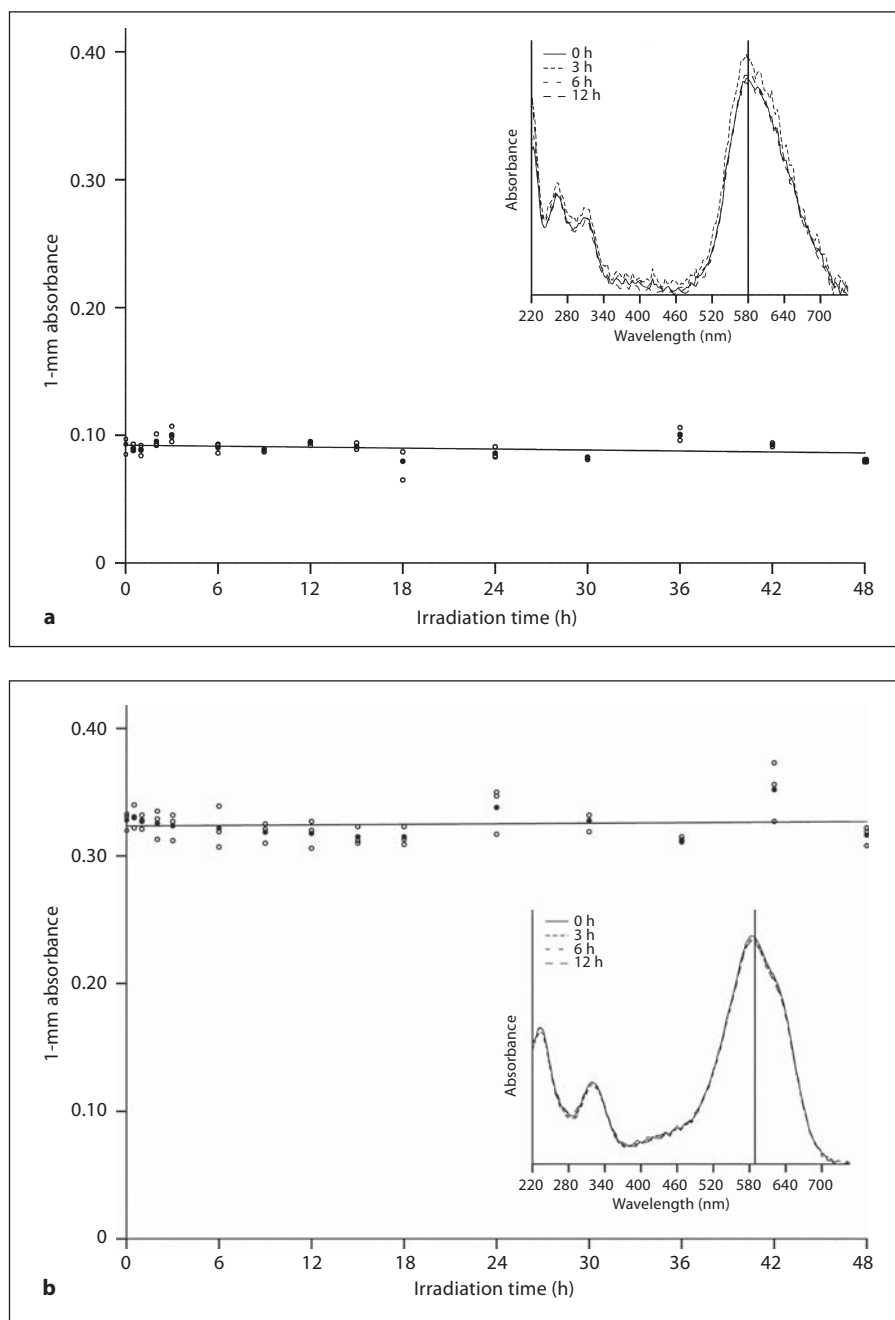 0.40
0.30
0.20
0.10
0
1-mm absorbance
0 6 12 18 24 30 36 42 48
Irradiation time (h)
a
0 h
3 h
6 h
12 h
Absorbance
220 280 340 400 460 520 580 640 700
Wavelength (nm)
0.40
0.30
0.20
0.10
0
1-mm absorbance
0 6 12 18 24 30 36 42 48
Irradiation time (h)
b
0 h
3 h
6 h
12 h
Absorbance
220 280 340 400 460 520 580 640 700
Wavelength (nm)